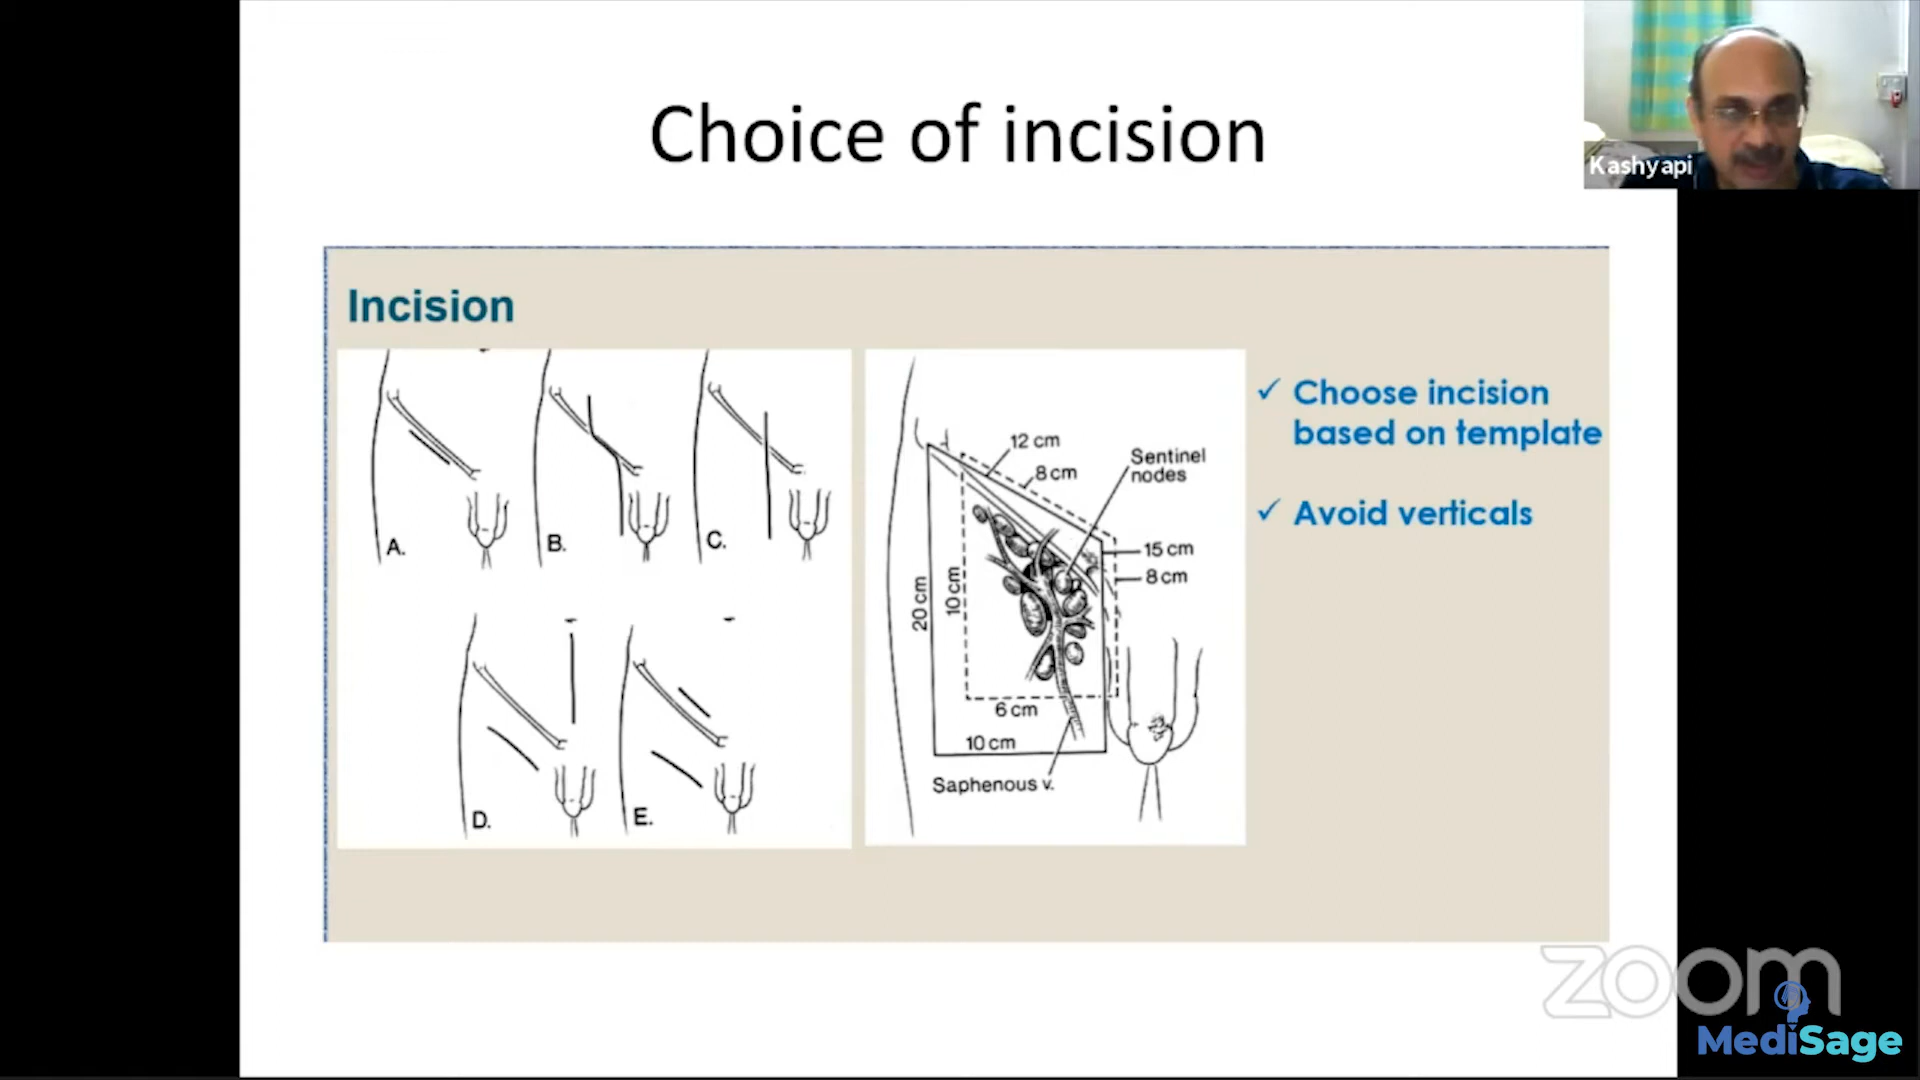 Choice of incision
Kashyapi
Incision
A.
B.
C.
D.
E.
12 cm
8 cm
Sentinel
nodes
15 cm
8 cm
20 cm
10 cm
6 cm
10 cm
Saphenous v.
✓ Choose incision
based on template
✓ Avoid verticals
zoom
MediSage